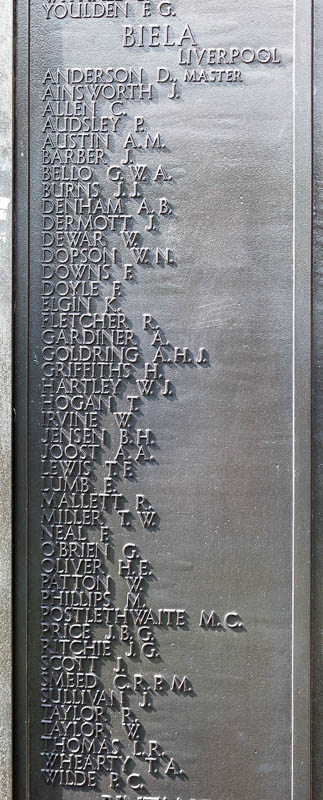 YOULDEN F. G.
BIELA
LIVERPOOL
ANDERSON D., MASTER
AINSWORTH J.
ALLEN C.
AUDSLEY P.
AUSTIN A.M.
BARBER J.
BELLO G.W.A.
BURNS J.J.
DENHAM A.B.
DERMOTT J.
DEWAR W.
DOPSON W.N.
DOWNS F.
DOYLE F.
ELGIN K.
FLETCHER R.
GARDINER A.
GOLDRING A.H.J.
GRIFFITHS H.
HARTLEY W.J.
HOGAN T.
IRVINE W.
JENSEN B.H.
JOOST A.A.
LEWIS T.E.
LUMB E.
MALLETT R.
MILLER T.W.
NEAL E.
O'BRIEN G.
OLIVER H.E.
PATTON W.
PHILLIPS M.
POSTLETHWAITE M.C.
PRICE J.B.G.
RITCHIE J.G.
SCOTT J.
SMEED C.R.P.M.
SULLIVAN J.
TAYLOR R.
TAYLOR W.
THOMAS L.R.
WHEARTY T.A.
WILDE P.C.